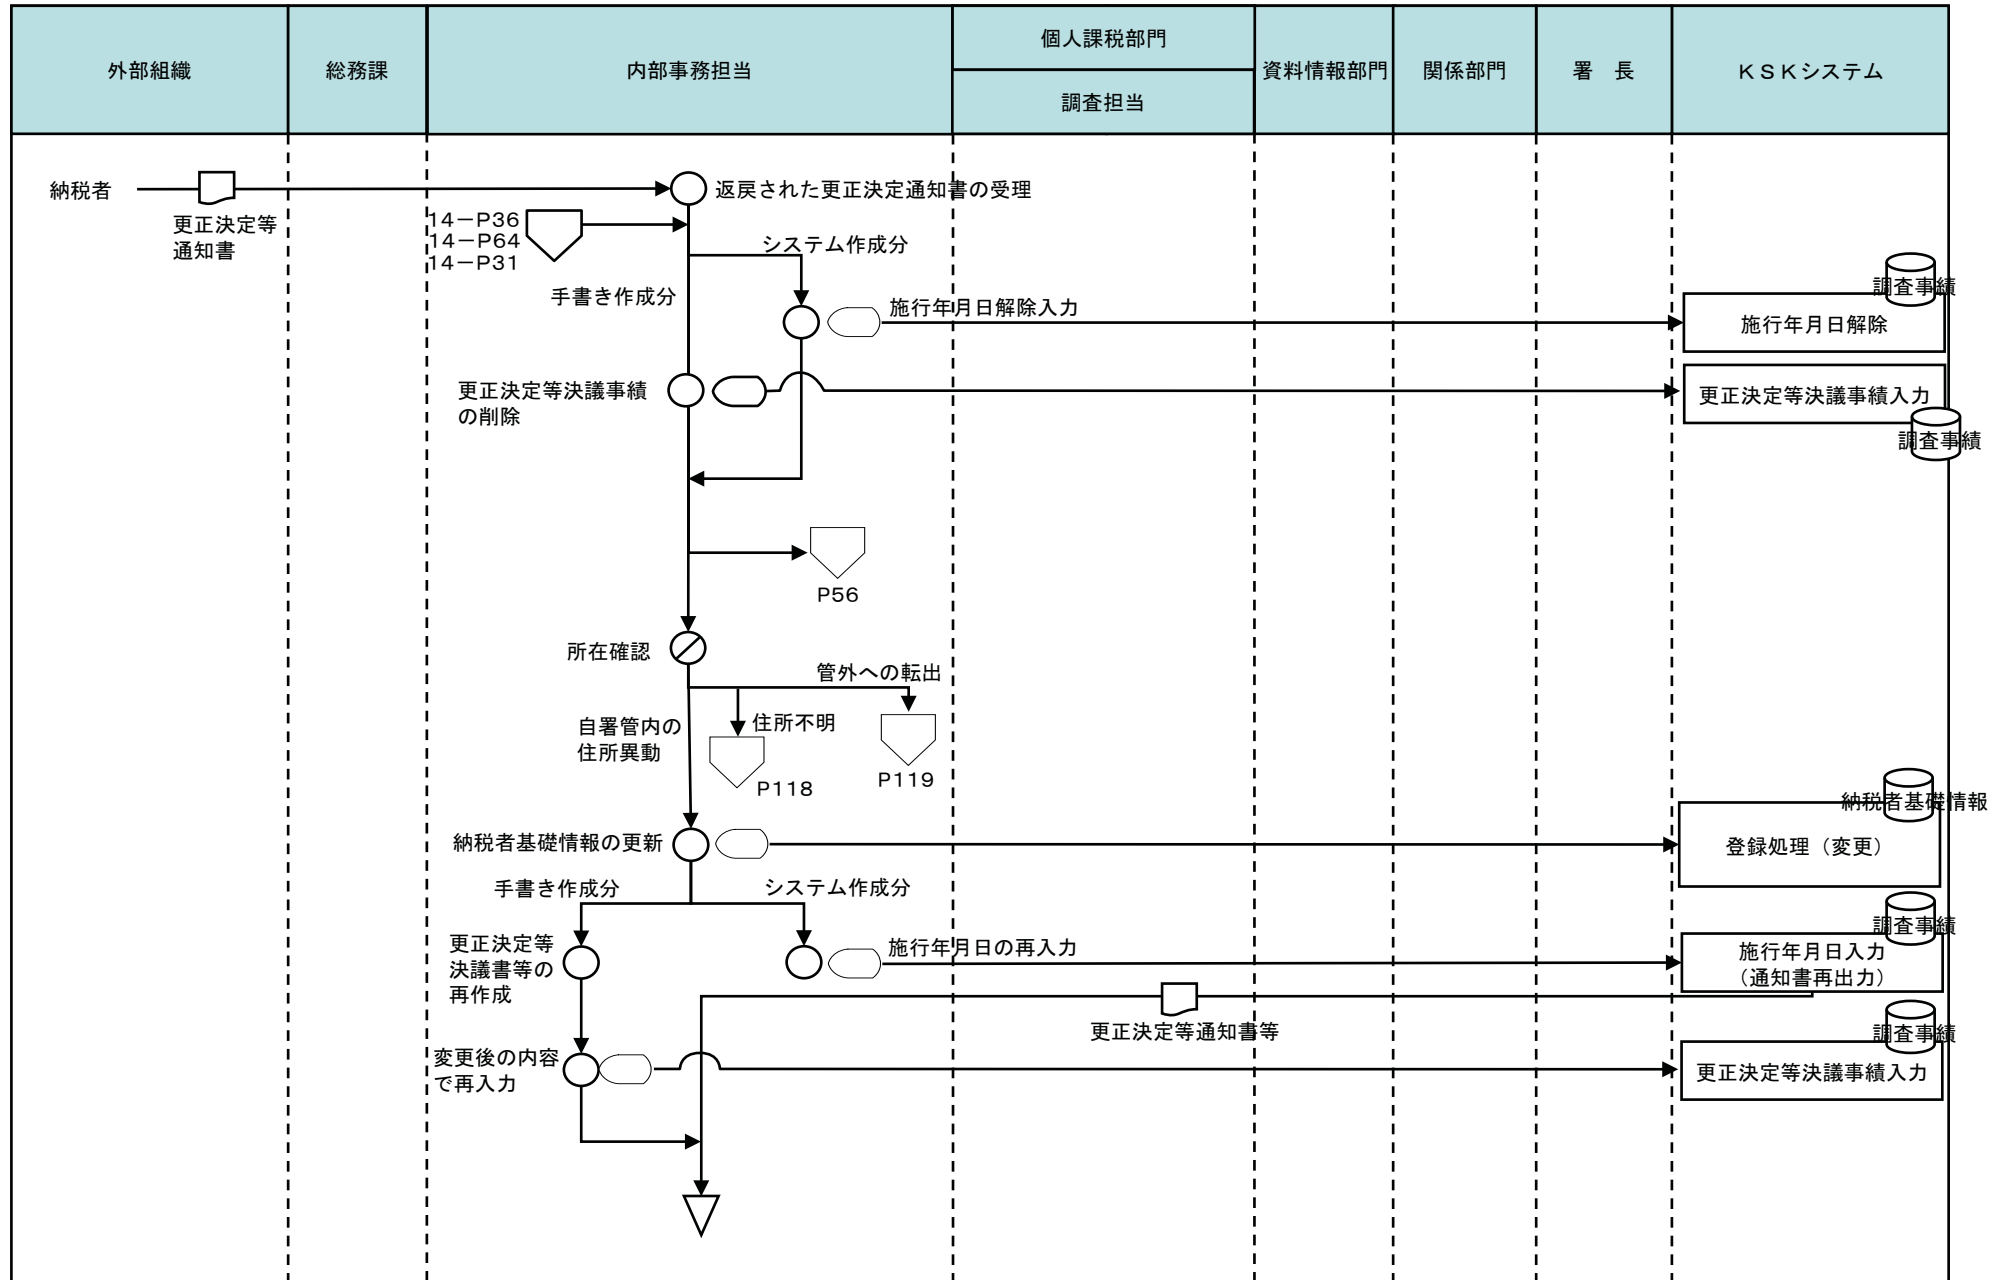 外部組織
総務課
内部事務担当
個人課税部門
調査担当
資料情報部門
関係部門
署　長
ＫＳＫシステム
納税者
更正決定等
通知書
返戻された更正決定通知書の受理
14－P36
14－P64
14－P31
システム作成分
手書き作成分
施行年月日解除入力
調査事績
施行年月日解除
更正決定等決議事績
の削除
更正決定等決議事績入力
調査事績
P56
所在確認
管外への転出
自署管内の
住所異動
住所不明
P118
P119
納税者基礎情報
納税者基礎情報の更新
登録処理（変更）
手書き作成分
システム作成分
更正決定等
決議書等の
再作成
施行年月日の再入力
調査事績
施行年月日入力
（通知書再出力）
更正決定等通知書等
調査事績
変更後の内容
で再入力
更正決定等決議事績入力